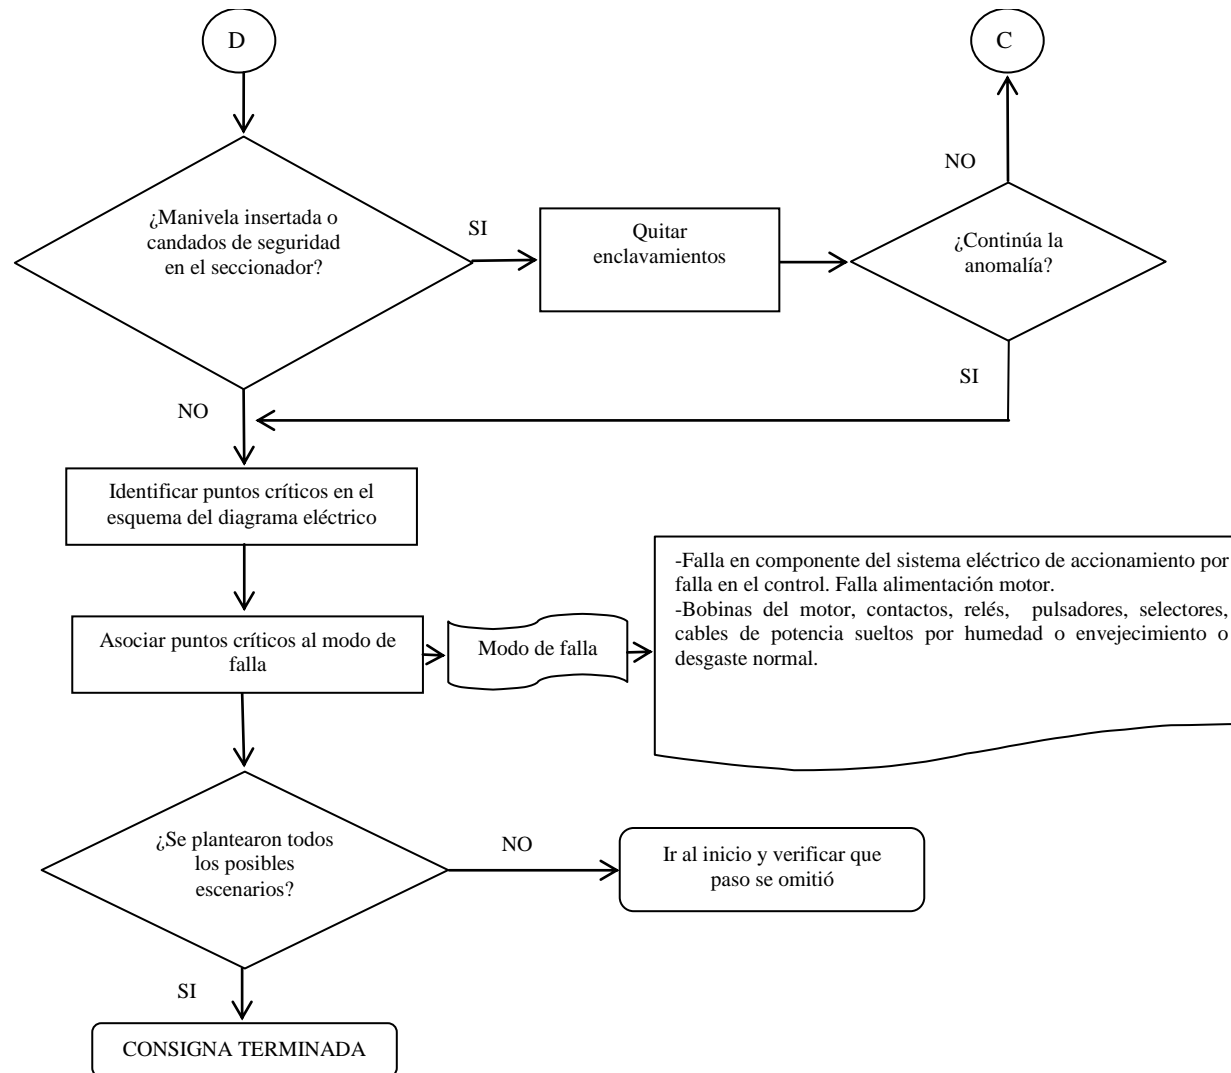 D
C
NO
¿Manivela insertada o
candados de seguridad
en el seccionador?
SI
Quitar
enclavamientos
¿Continúa la
anomalía?
SI
NO
Identificar puntos críticos en el
esquema del diagrama eléctrico
-Falla en componente del sistema eléctrico de accionamiento por
falla en el control. Falla alimentación motor.
-Bobinas del motor, contactos, relés, pulsadores, selectores,
cables de potencia sueltos por humedad o envejecimiento o
desgaste normal.
Asociar puntos críticos al modo de
falla
Modo de falla
¿Se plantearon todos
los posibles
escenarios?
NO
Ir al inicio y verificar que
paso se omitió
SI
CONSIGNA TERMINADA